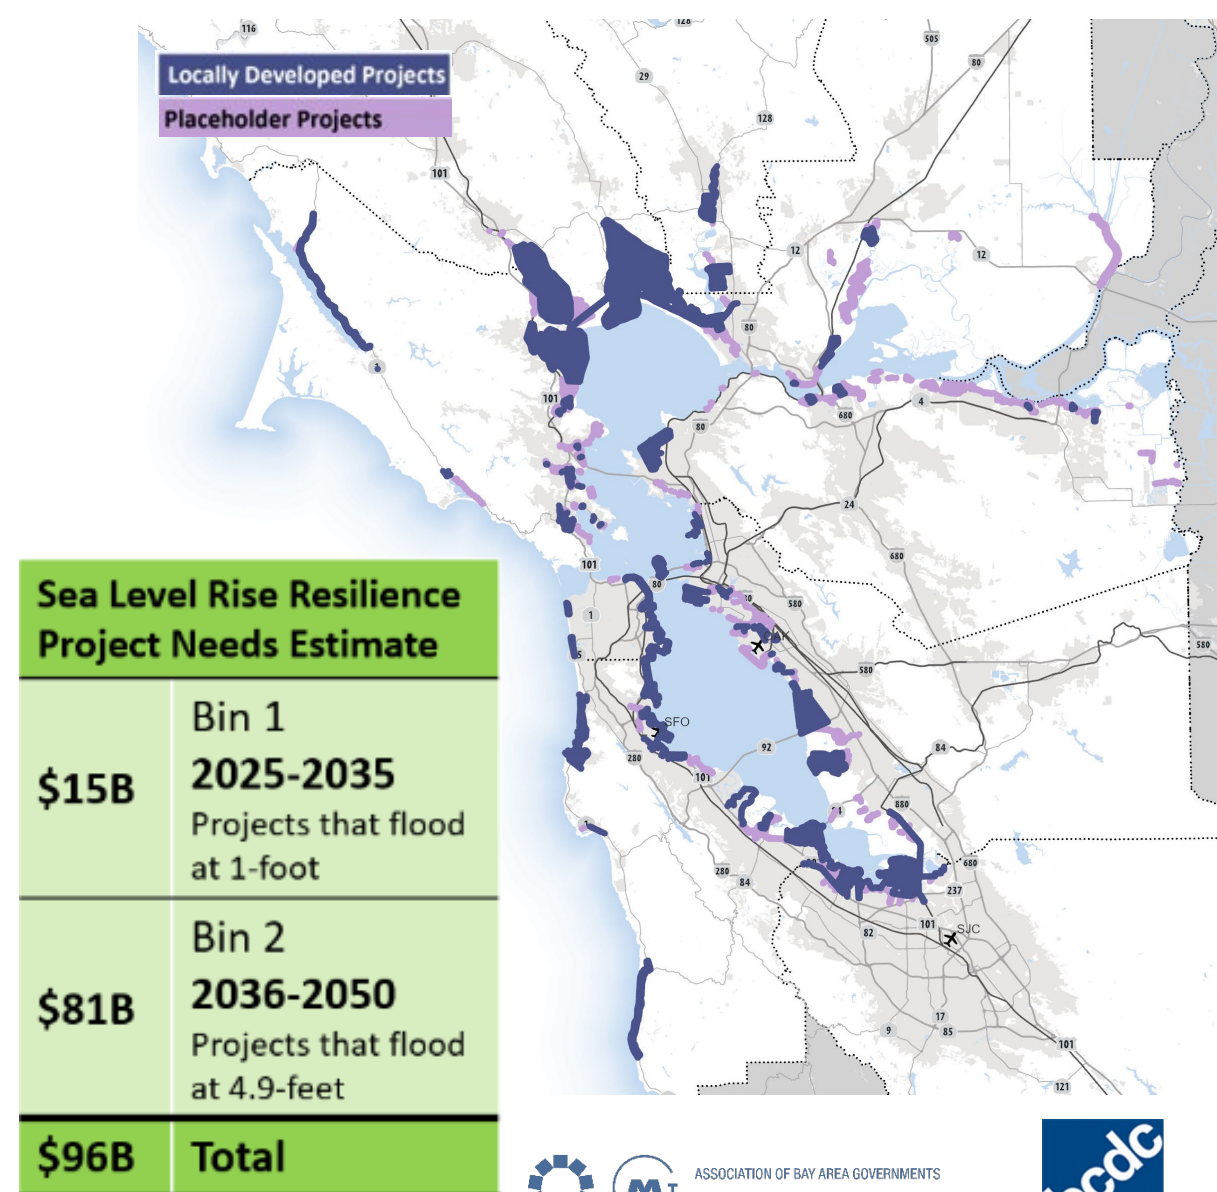 Locally Developed Projects
Placeholder Projects
116
128
29
505
80
128
101
12
12
80
1
101
4
680
80
24
101
680
80
580
1
80
OAK
580
580
SFO
92
280
101
84
880
280
84
680
237
101
82
SJC
17
9
85
101
121
Sea Level Rise Resilience
Project Needs Estimate
$15B
Bin 1
2025-2035
Projects that flood
at 1-foot
$81B
Bin 2
2036-2050
Projects that flood
at 4.9-feet
$96B
Total
ASSOCIATION OF BAY AREA GOVERNMENTS
M T
bcdc